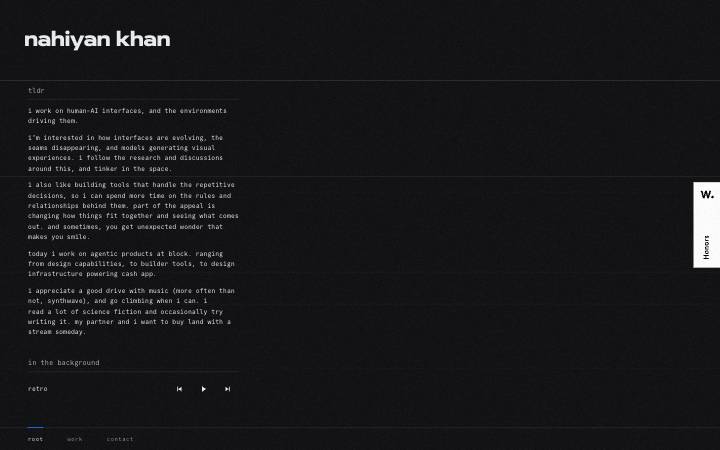 nahiyan khan
tldr
i work on human-AI interfaces, and the environments
driving them.
i'm interested in how interfaces are evolving, the
seams disappearing, and models generating visual
experiences. i follow the research and discussions
around this, and tinker in the space.
i also like building tools that handle the repetitive
decisions, so i can spend more time on the rules and
relationships behind them. part of the appeal is
changing how things fit together and seeing what comes
out. and sometimes, you get unexpected wonder that
makes you smile.
today i work on agentic products at block. ranging
from design capabilities, to builder tools, to design
infrastructure powering cash app.
i appreciate a good drive with music (more often than
not, synthwave), and go climbing when i can. i
read a lot of science fiction and occasionally try
writing it. my partner and i want to buy land with a
stream someday.
in the background
retro
root work contact
W.
Honors